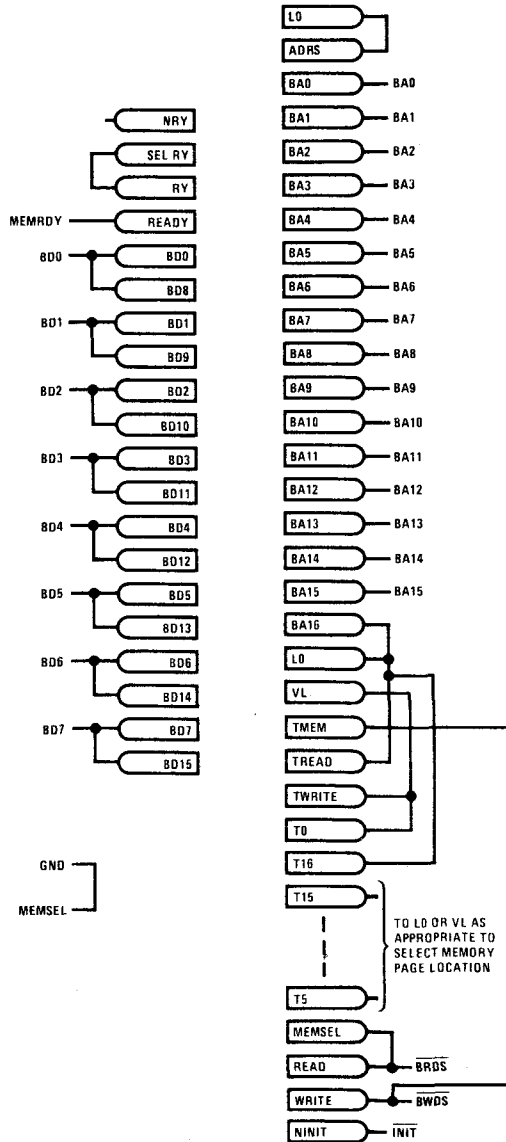 L0
ADRS
BA0 BA0
NRY BA1 BA1
SEL RY BA2 BA2
RY BA3 BA3
MEMRDY READY BA4 BA4
BD0 BD0 BA5 BA5
BD8 BA6 BA6
BD1 BD1 BA7 BA7
BD9 BA8 BA8
BD2 BD2 BA9 BA9
BD10 BA10 BA10
BD3 BD3 BA11 BA11
BD11 BA12 BA12
BD4 BD4 BA13 BA13
BD12 BA14 BA14
BD5 BD5 BA15 BA15
BD13 BA16
BD6 BD6 L0
BD14 VL
BD7 BD7 TMEM
BD15 TREAD
TWRITE
T0
GND T16
MEMSEL T15
TO L0 OR VL AS
APPROPRIATE TO
SELECT MEMORY
PAGE LOCATION
T5
MEMSEL
READ BRDS
WRITE BWDS
NINIT INIT